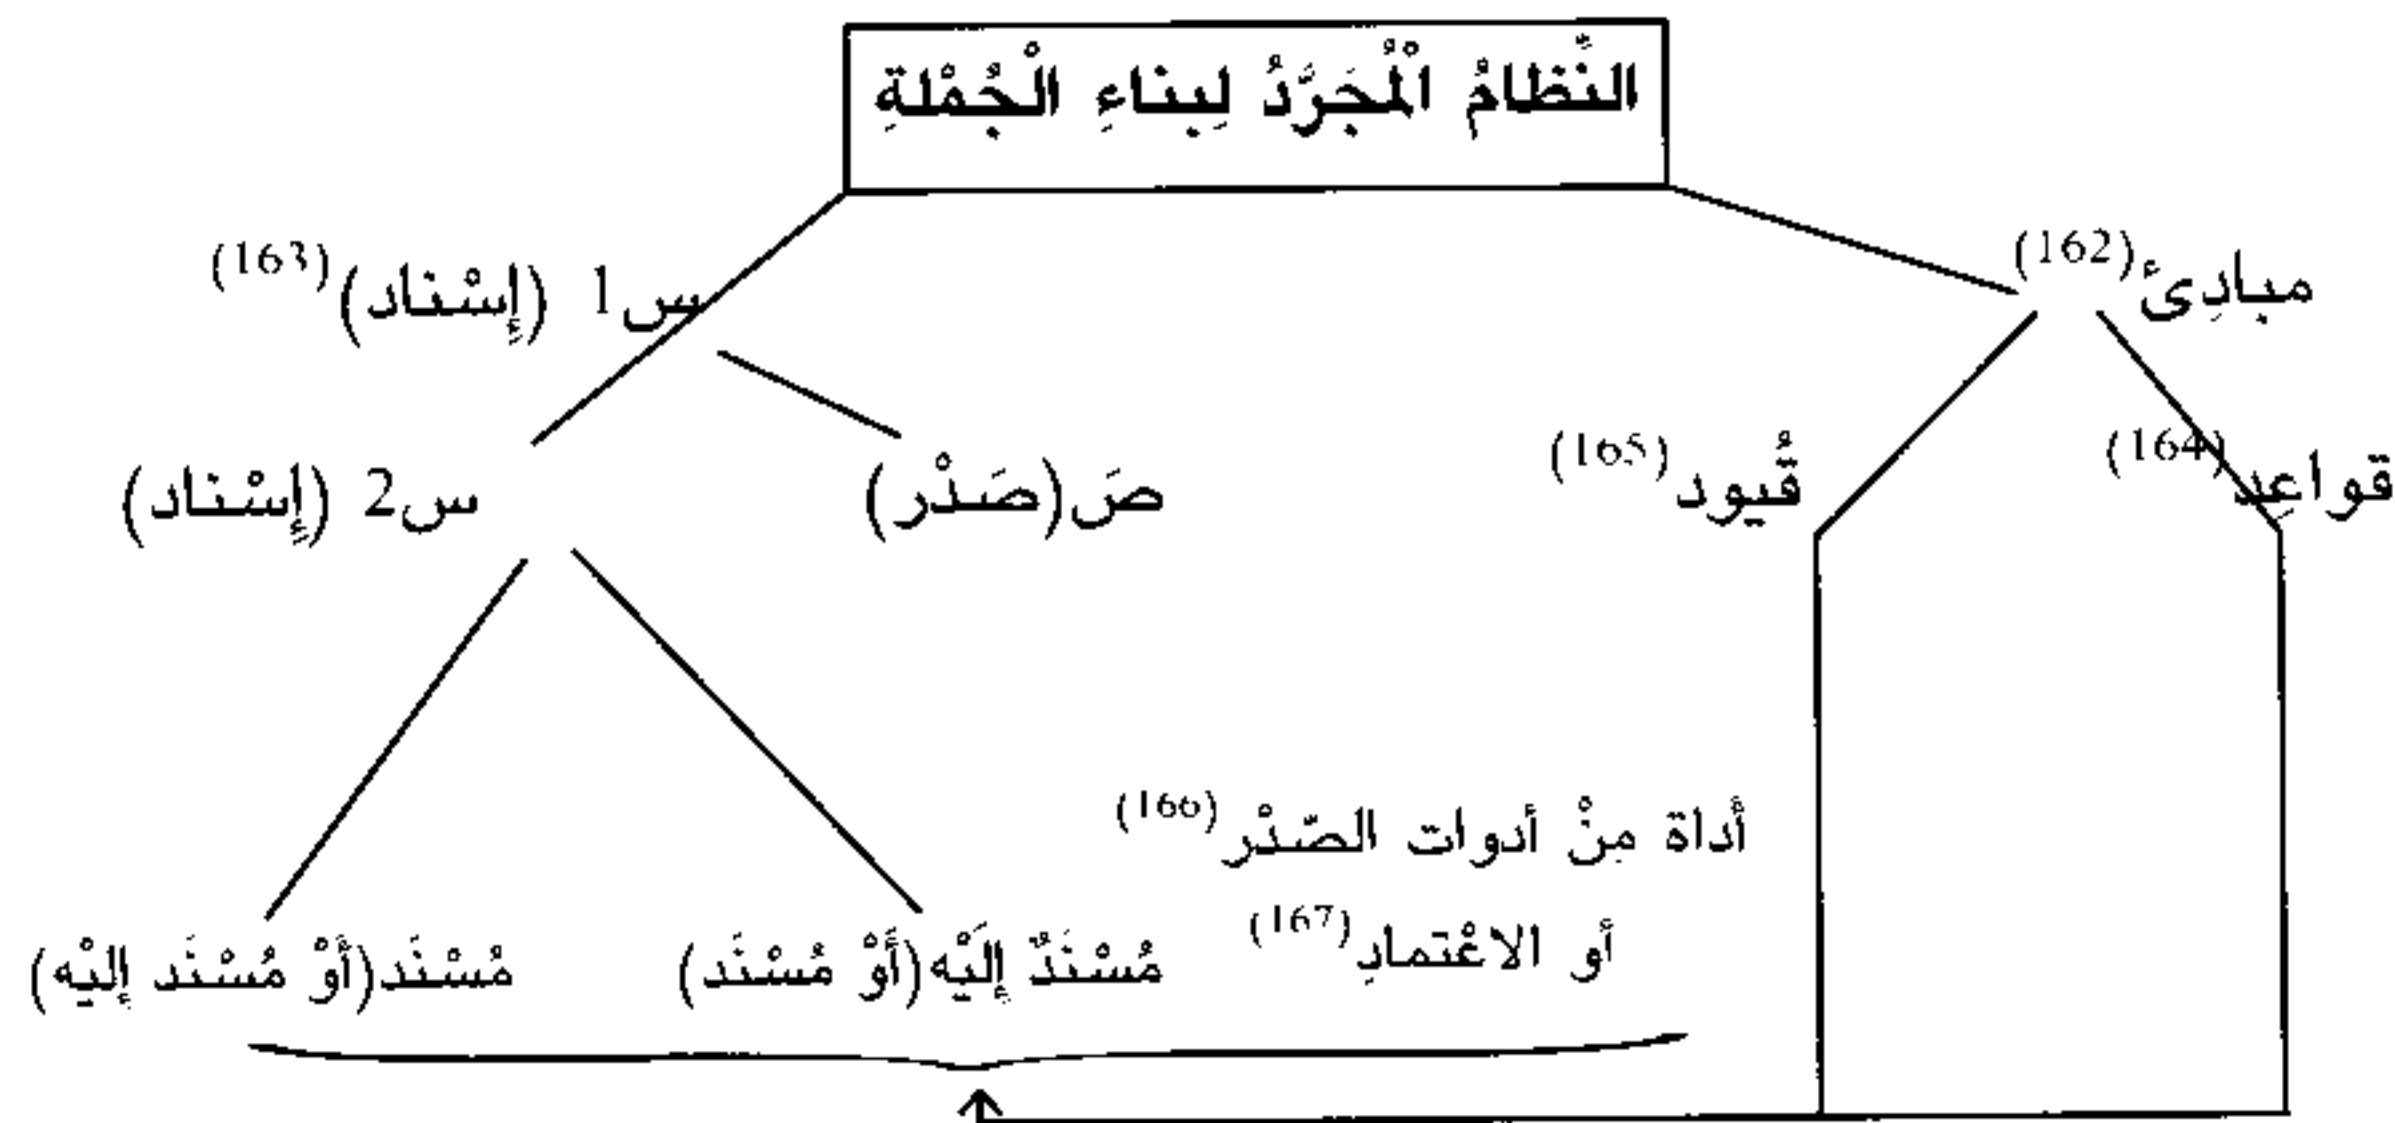 النِّظامُ الْمُجَرَّدُ لِبناءِ الْجُمْلةِ
مبادِئُ(162)
س1 (إِسْناد)(163)
قواعِد(164)
قُيود(165)
صَ(صَدْر)
س2 (إِسْناد)
أداة مِنْ أدوات الصّدْر(166)
أو الاعْتمادِ(167)
مُسْنَدٌ إِلَيْه(أَوْ مُسْنَد)
مُسْنَد(أَوْ مُسْنَد إِليْه)